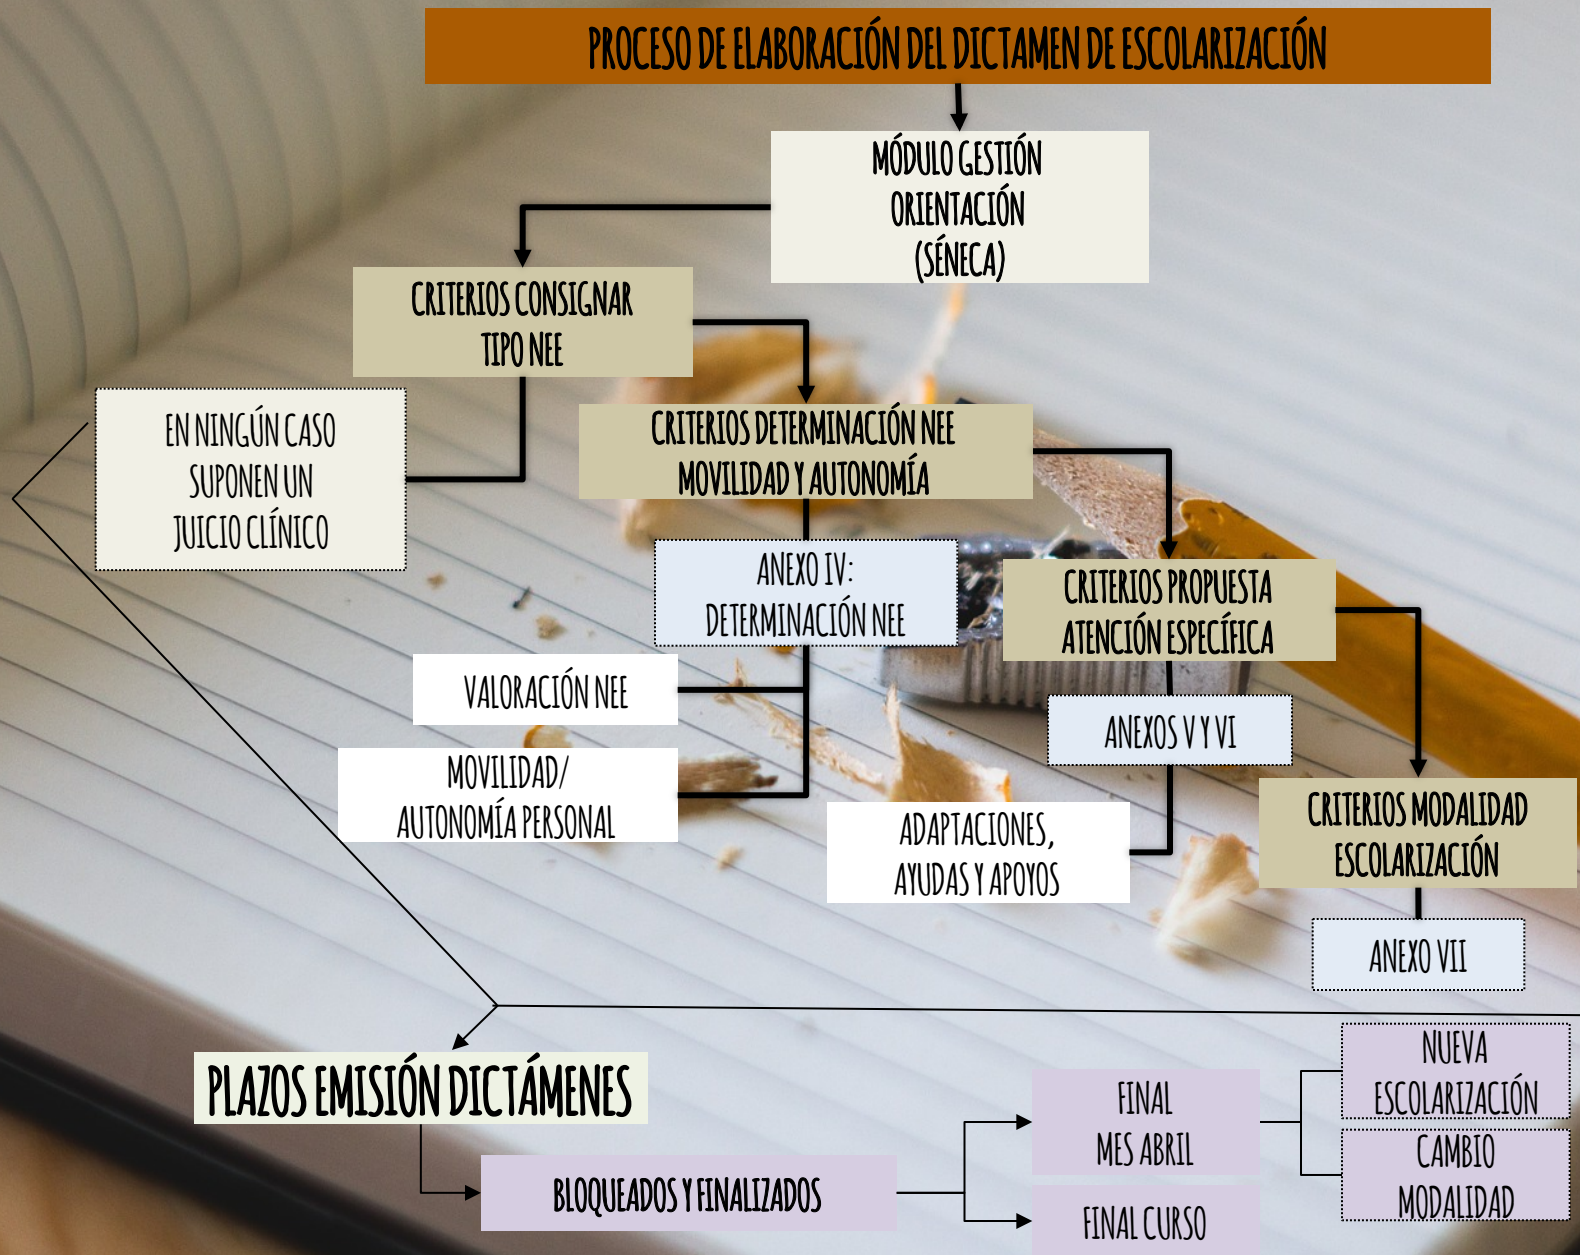 PROCESO DE ELABORACIÓN DEL DICTAMEN DE ESCOLARIZACIÓN
MÓDULO GESTIÓN
ORIENTACIÓN
(SÉNECA)
CRITERIOS CONSIGNAR
TIPO NEE
EN NINGÚN CASO
SUPONEN UN
JUICIO CLÍNICO
CRITERIOS DETERMINACIÓN NEE
MOVILIDAD Y AUTONOMÍA
ANEXO IV:
DETERMINACIÓN NEE
VALORACIÓN NEE
MOVILIDAD/
AUTONOMÍA PERSONAL
CRITERIOS PROPUESTA
ATENCIÓN ESPECÍFICA
ANEXOS V Y VI
ADAPTACIONES,
AYUDAS Y APOYOS
CRITERIOS MODALIDAD
ESCOLARIZACIÓN
ANEXO VII
PLAZOS EMISIÓN DICTÁMENES
BLOQUEADOS Y FINALIZADOS
FINAL
MES ABRIL
NUEVA
ESCOLARIZACIÓN
CAMBIO
MODALIDAD
FINAL CURSO